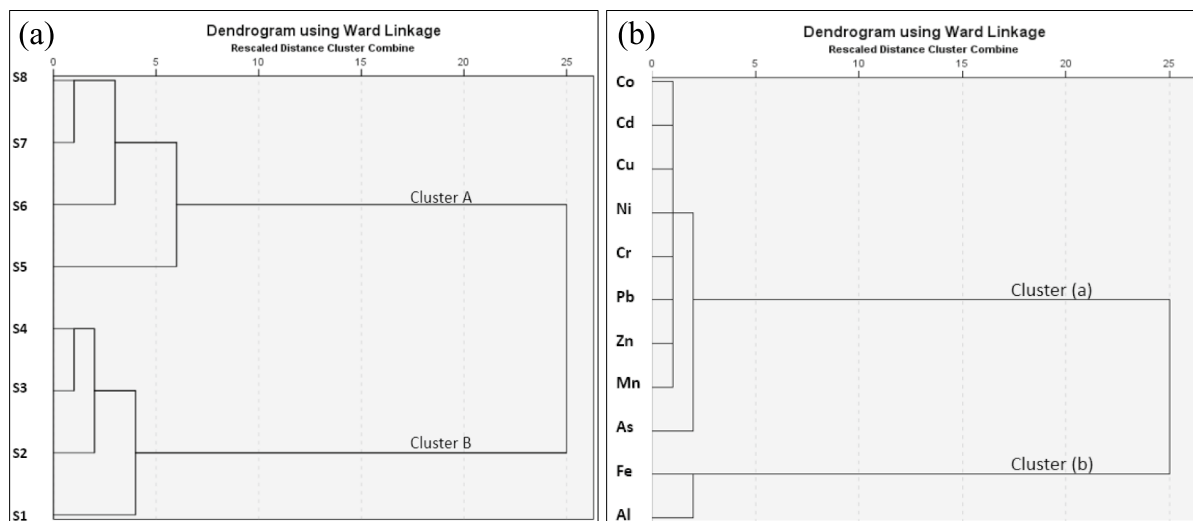 (a)
Dendrogram using Ward Linkage
Rescaled Distance Cluster Combine
0 5 10 15 20 25
S8
S7
S6
Cluster A
S5
S4
S3
S2
Cluster B
S1
(b)
Dendrogram using Ward Linkage
Rescaled Distance Cluster Combine
0 5 10 15 20 25
Co
Cd
Cu
Ni
Cr
Pb
Cluster (a)
Zn
Mn
As
Fe
Cluster (b)
Al